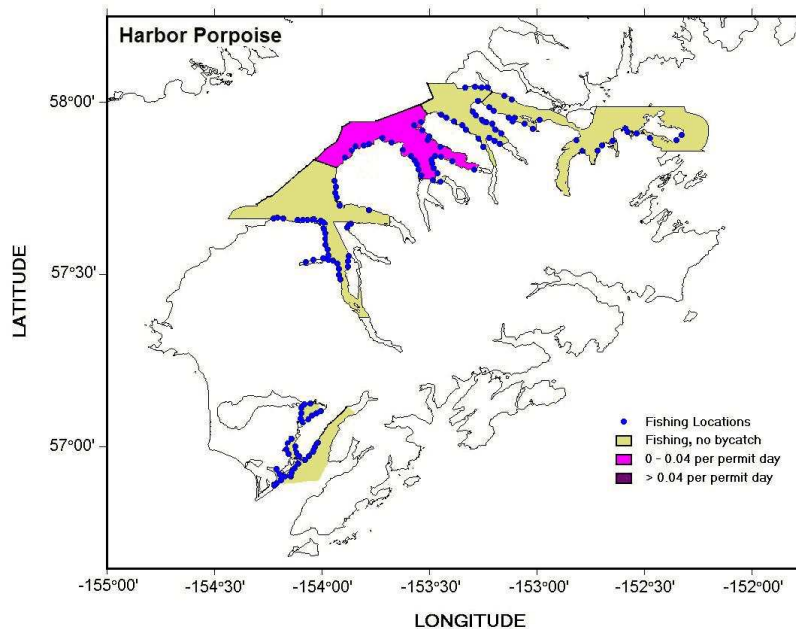 Harbor Porpoise
58°00'
57°30'
57°00'
LATITUDE
Fishing Locations
Fishing, no bycatch
0 - 0.04 per permit day
> 0.04 per permit day
-155°00' -154°30' -154°00' -153°30' -153°00' -152°30' -152°00'
LONGITUDE